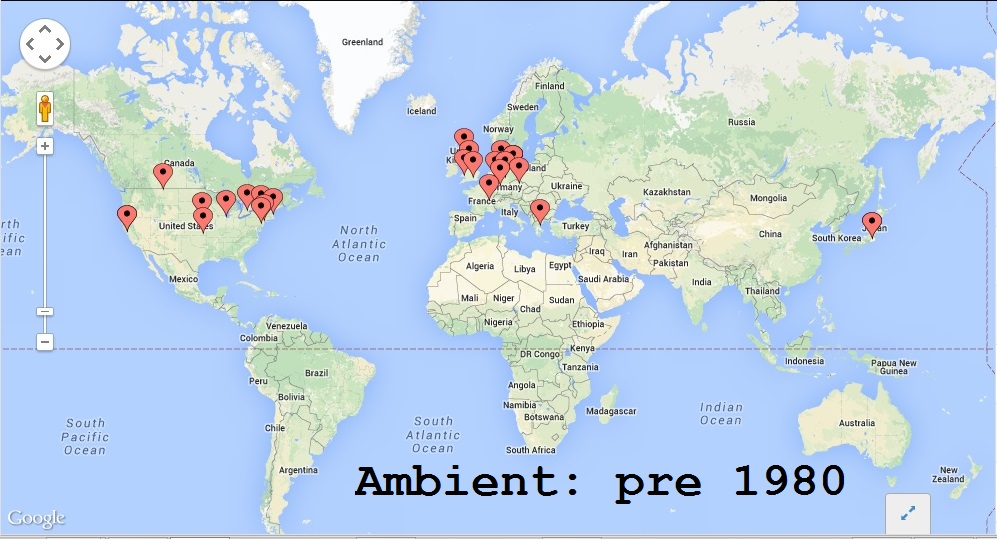 Greenland
Iceland
Finland
Sweden
Norway
Russia
Canada
United States
Mexico
North
Atlantic
Ocean
France
Spain
Italy
Ukraine
Turkey
Kazakhstan
Mongolia
China
South Korea
Afghanistan
Pakistan
Iraq
Iran
India
Thailand
Algeria
Libya
Egypt
Saudi Arabia
Mali
Niger
Chad
Sudan
Nigeria
Ethiopia
Kenya
DR Congo
Tanzania
Angola
Namibia
Botswana
Madagascar
South Africa
Venezuela
Colombia
Peru
Brazil
Bolivia
Chile
Argentina
South
Pacific
Ocean
South
Atlantic
Ocean
Indian
Ocean
Indonesia
Papua New
Guinea
Australia
New
Zealand
Ambient: pre 1980
Google